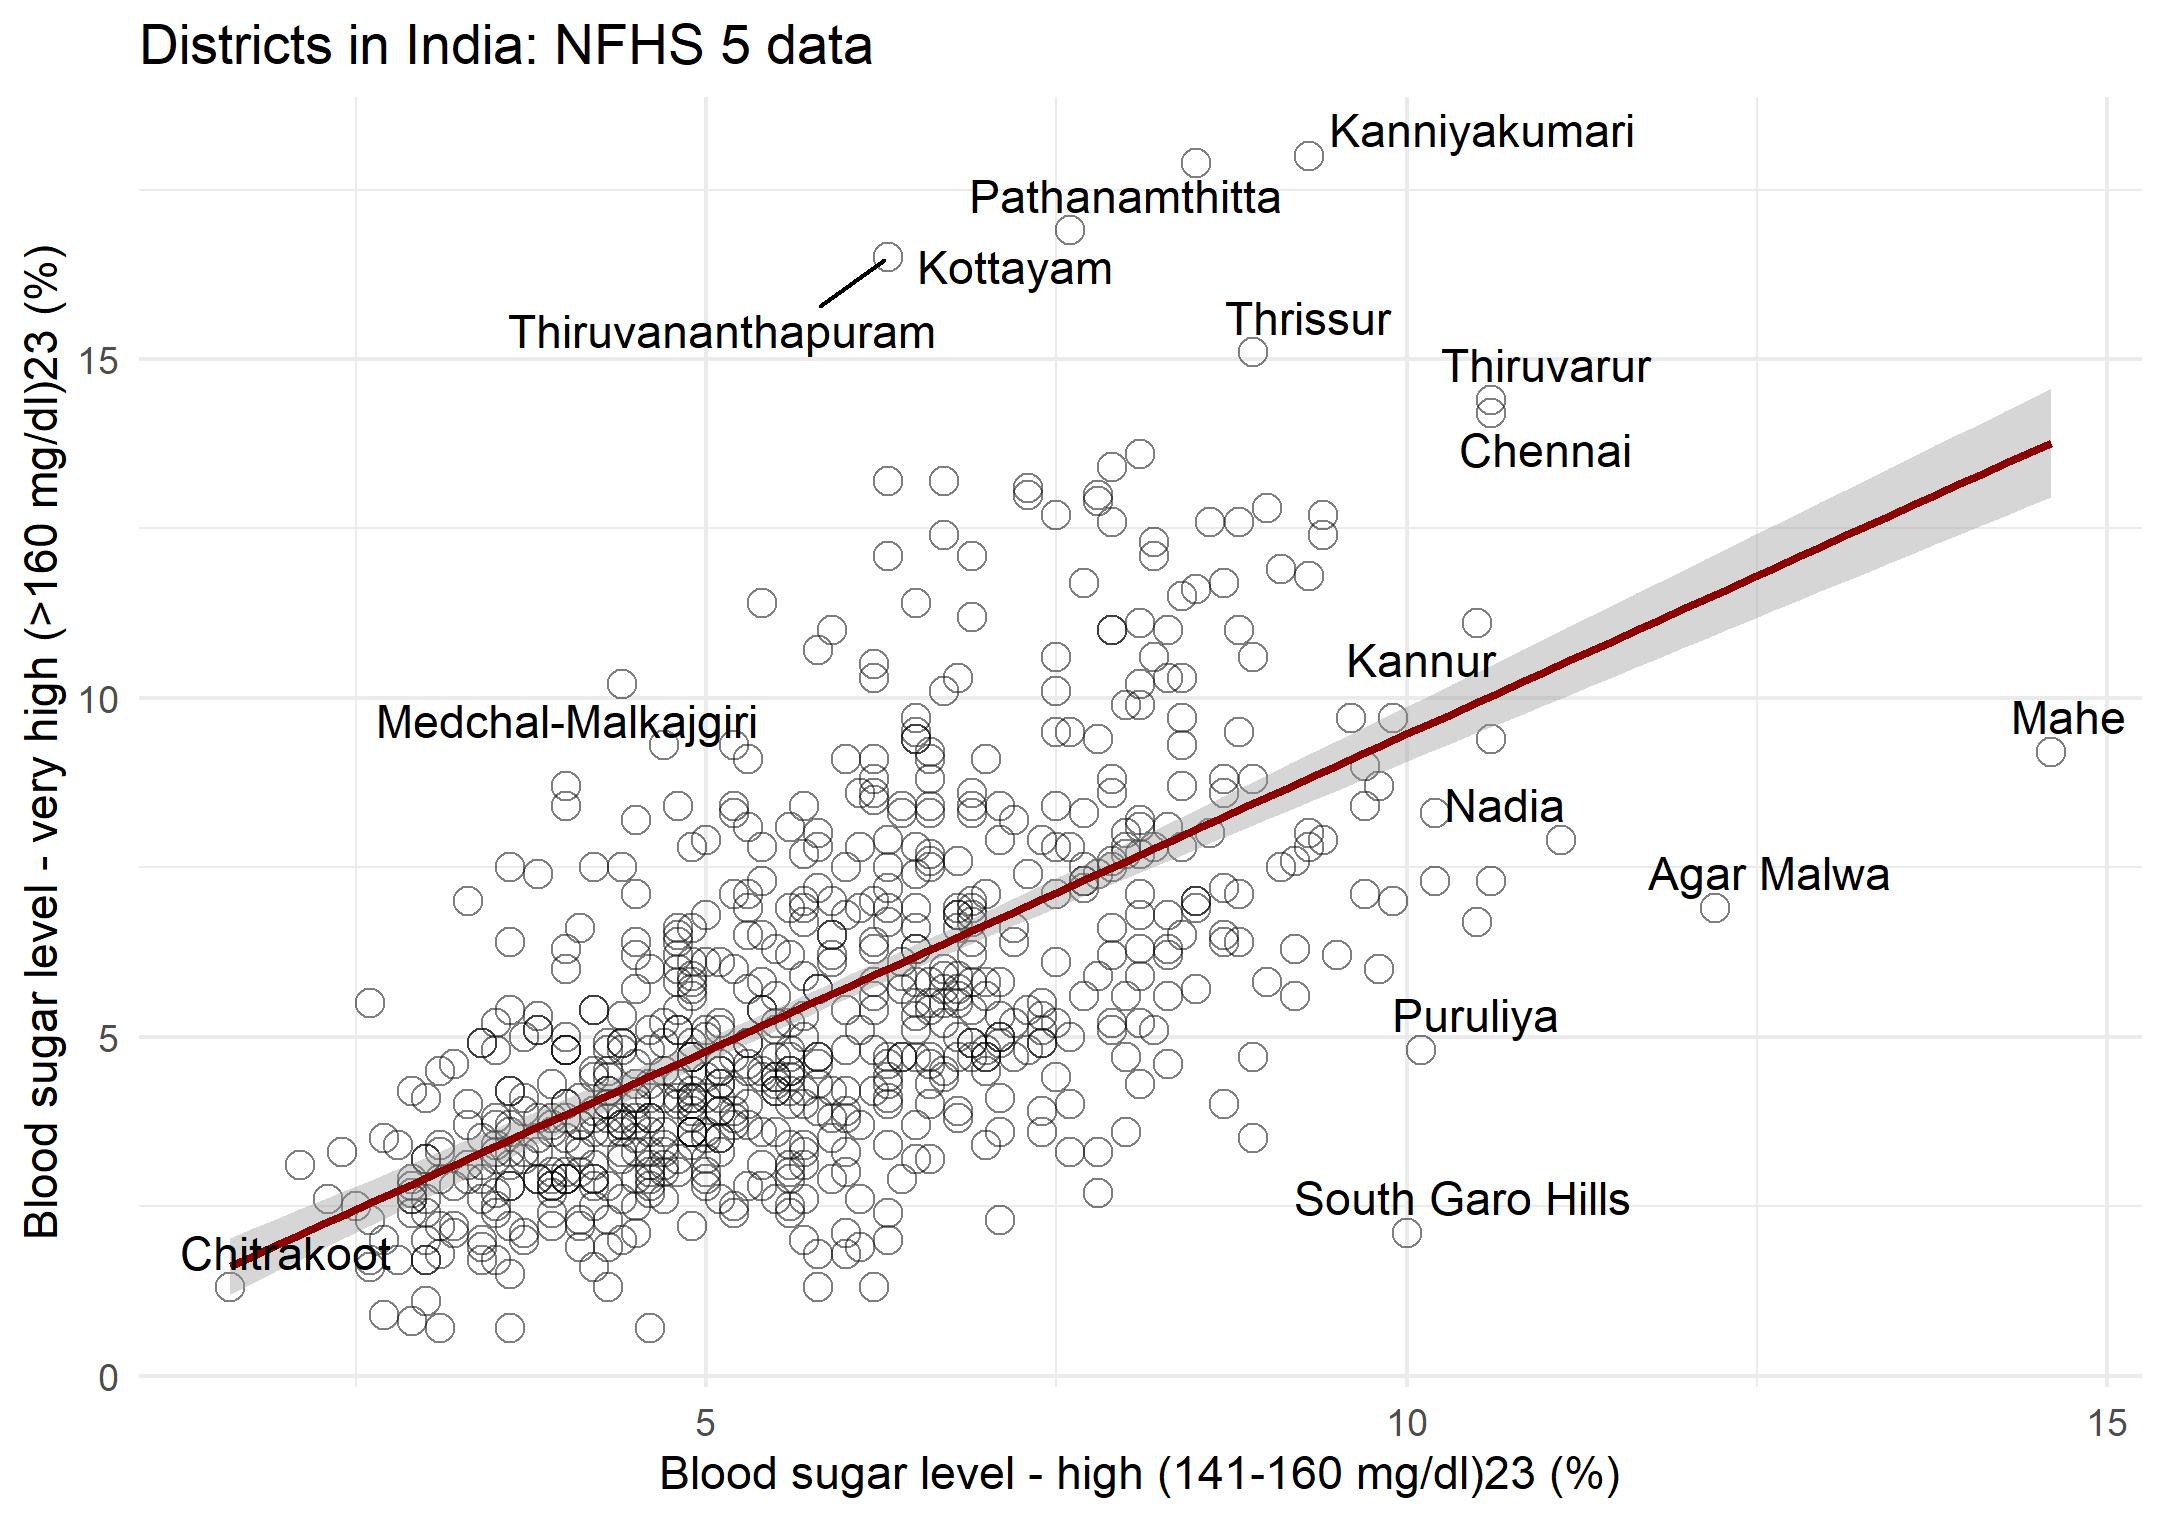 Districts in India: NFHS 5 data
Blood sugar level - very high (>160 mg/dl)23 (%)
Kanniyakumari
Pathanamthitta
Kottayam
Thrissur
Thiruvananthapuram
15
Thiruvarur
Chennai
Kannur
10
Medchal-Malkajgiri
Mahe
Nadia
Agar Malwa
Puruliya
5
South Garo Hills
Chitrakoot
0
5
10
15
Blood sugar level - high (141-160 mg/dl)23 (%)